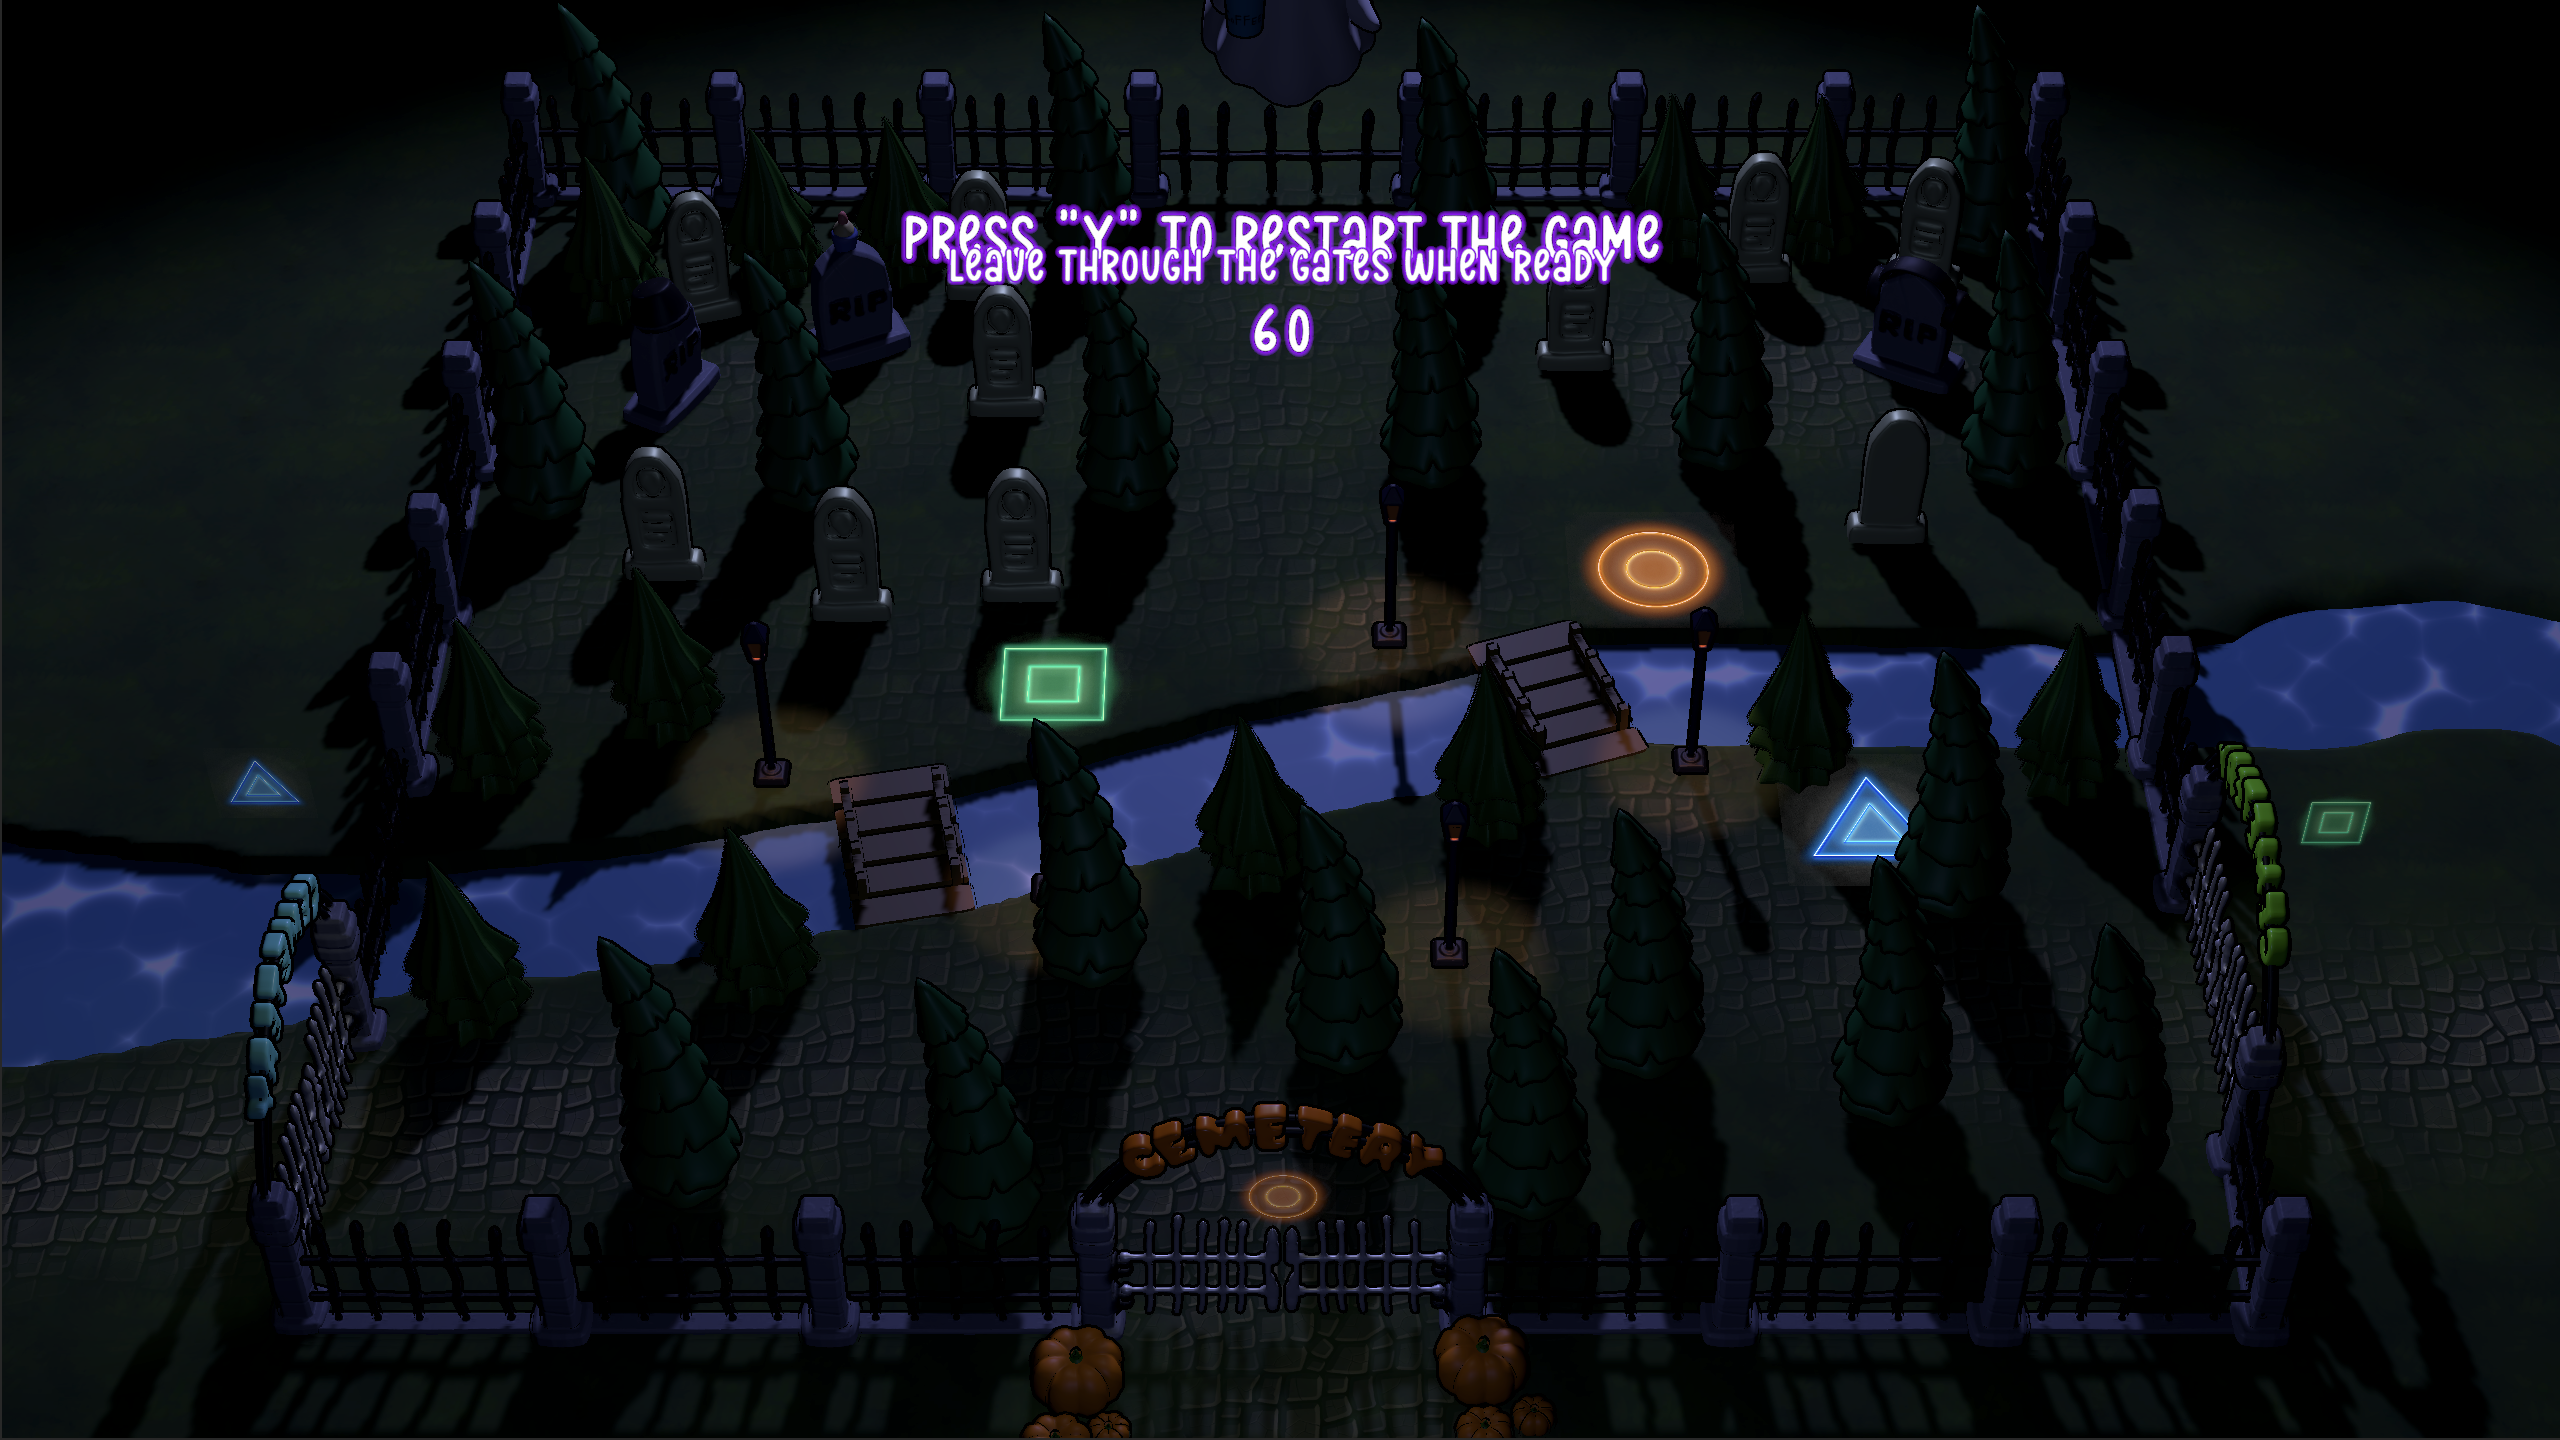 PRESS "Y" TO RESTART THE GAME
LEAVE THROUGH THE GATES WHEN READY
60
RIP
RIP
RIP
CEMETERY